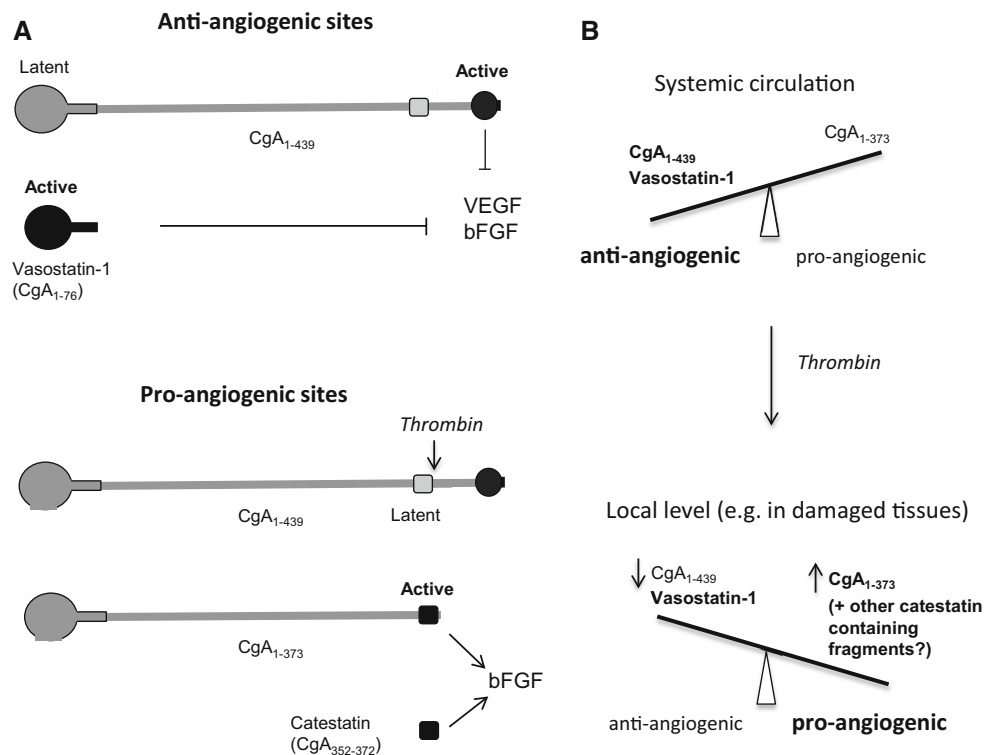 A
Anti-angiogenic sites
Latent
Active
CgA1-439
Active
VEGF
bFGF
Vasostatin-1
(CgA1-76)
Pro-angiogenic sites
Thrombin
CgA1-439
Latent
Active
CgA1-373
bFGF
Catestatin
(CgA352-372)
B
Systemic circulation
CgA1-373
CgA1-439
Vasostatin-1
anti-angiogenic
pro-angiogenic
Thrombin
Local level (e.g. in damaged tissues)
CgA1-439
Vasostatin-1
CgA1-373
(+ other catestatin
containing
fragments?)
anti-angiogenic
pro-angiogenic